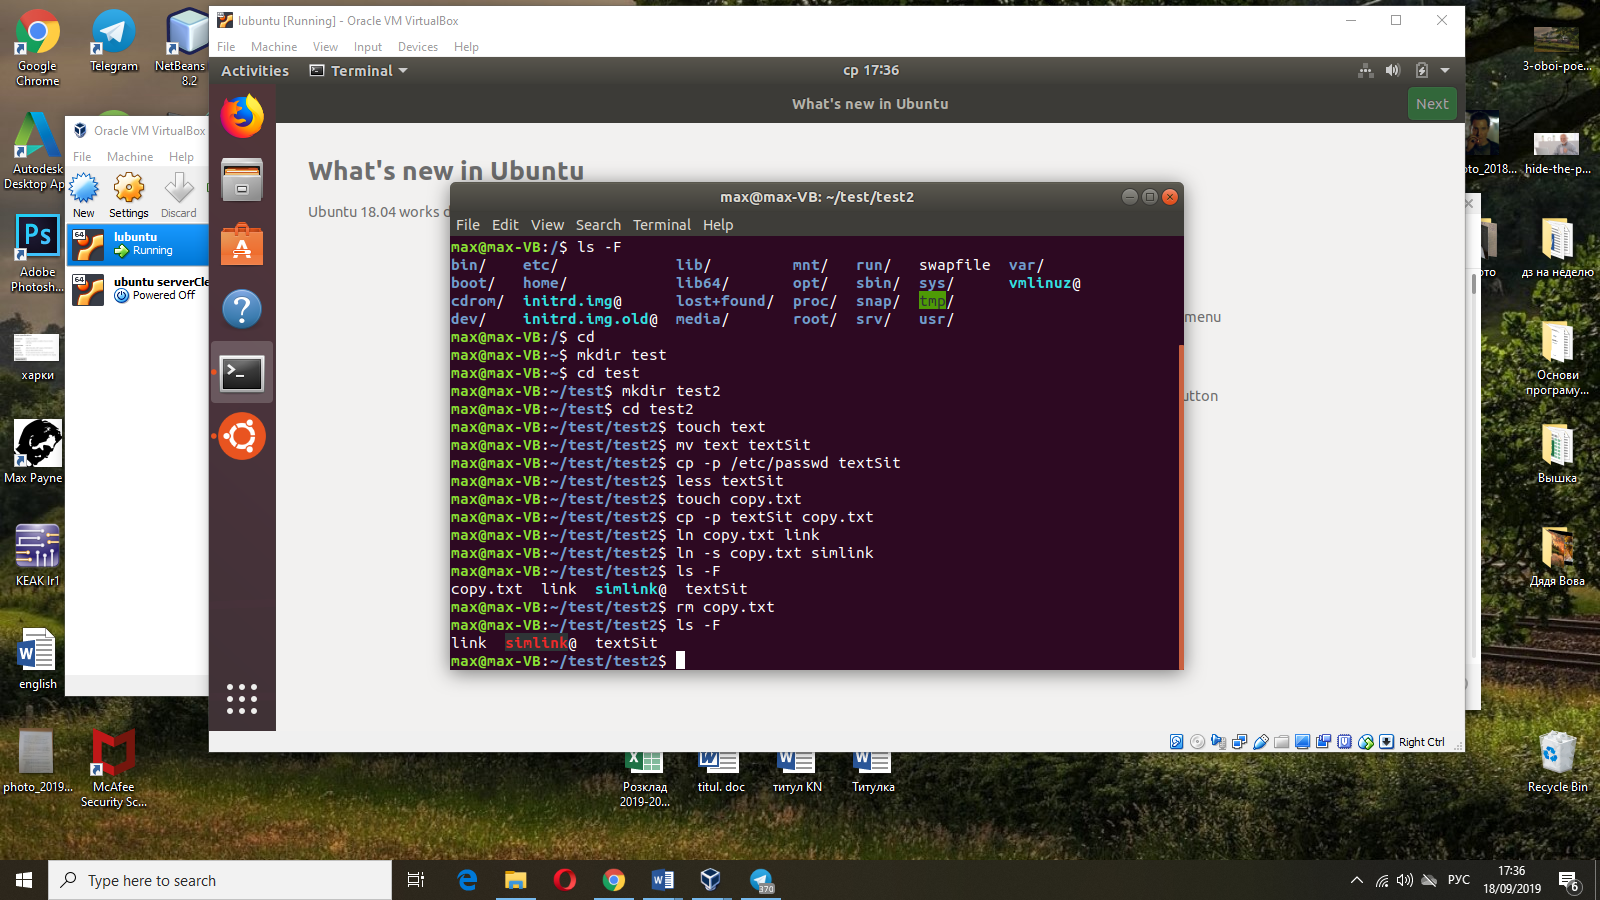 Google
Chrome
Telegram
NetBeans
8.2
Autodesk
Desktop Ap
Adobe
Photosh...
харки
Max Payne
KEAK Ir1
english
photo_2019...
McAfee
Security Sc...
Oracle VM VirtualBox
File Machine Help
New Settings Discard
64
lubuntu
Running
64
ubuntu serverCle
Powered Off
lubuntu [Running] - Oracle VM VirtualBox
File Machine View Input Devices Help
Activities Terminal ср 17:36
What's new in Ubuntu Next
What's new in Ubuntu
Ubuntu 18.04 works d
menu
utton
max@max-VB: ~/test/test2
File Edit View Search Terminal Help
max@max-VB:/$ ls -F
bin/ etc/ lib/ mnt/ run/ swapfile var/
boot/ home/ lib64/ opt/ sbin/ sys/ vmlinuz@
cdrom/ initrd.img@ lost+found/ proc/ snap/ tmp/
dev/ initrd.img.old@ media/ root/ srv/ usr/
max@max-VB:/$ cd
max@max-VB:~$ mkdir test
max@max-VB:~$ cd test
max@max-VB:~/test$ mkdir test2
max@max-VB:~/test$ cd test2
max@max-VB:~/test/test2$ touch text
max@max-VB:~/test/test2$ mv text textSit
max@max-VB:~/test/test2$ cp -p /etc/passwd textSit
max@max-VB:~/test/test2$ less textSit
max@max-VB:~/test/test2$ touch copy.txt
max@max-VB:~/test/test2$ cp -p textSit copy.txt
max@max-VB:~/test/test2$ ln copy.txt link
max@max-VB:~/test/test2$ ln -s copy.txt simlink
max@max-VB:~/test/test2$ ls -F
copy.txt link simlink@ textSit
max@max-VB:~/test/test2$ rm copy.txt
max@max-VB:~/test/test2$ ls -F
link simlink@ textSit
max@max-VB:~/test/test2$
Right Ctrl
3-oboi-poe...
oto_2018...
hide-the-p...
ото
дз на неделю
Основи
програму...
Вышка
Дядя Вова
Recycle Bin
Розклад
2019-20...
titul. doc
титул KN
Титулка
Type here to search
370
РУС
17:36
18/09/2019
6